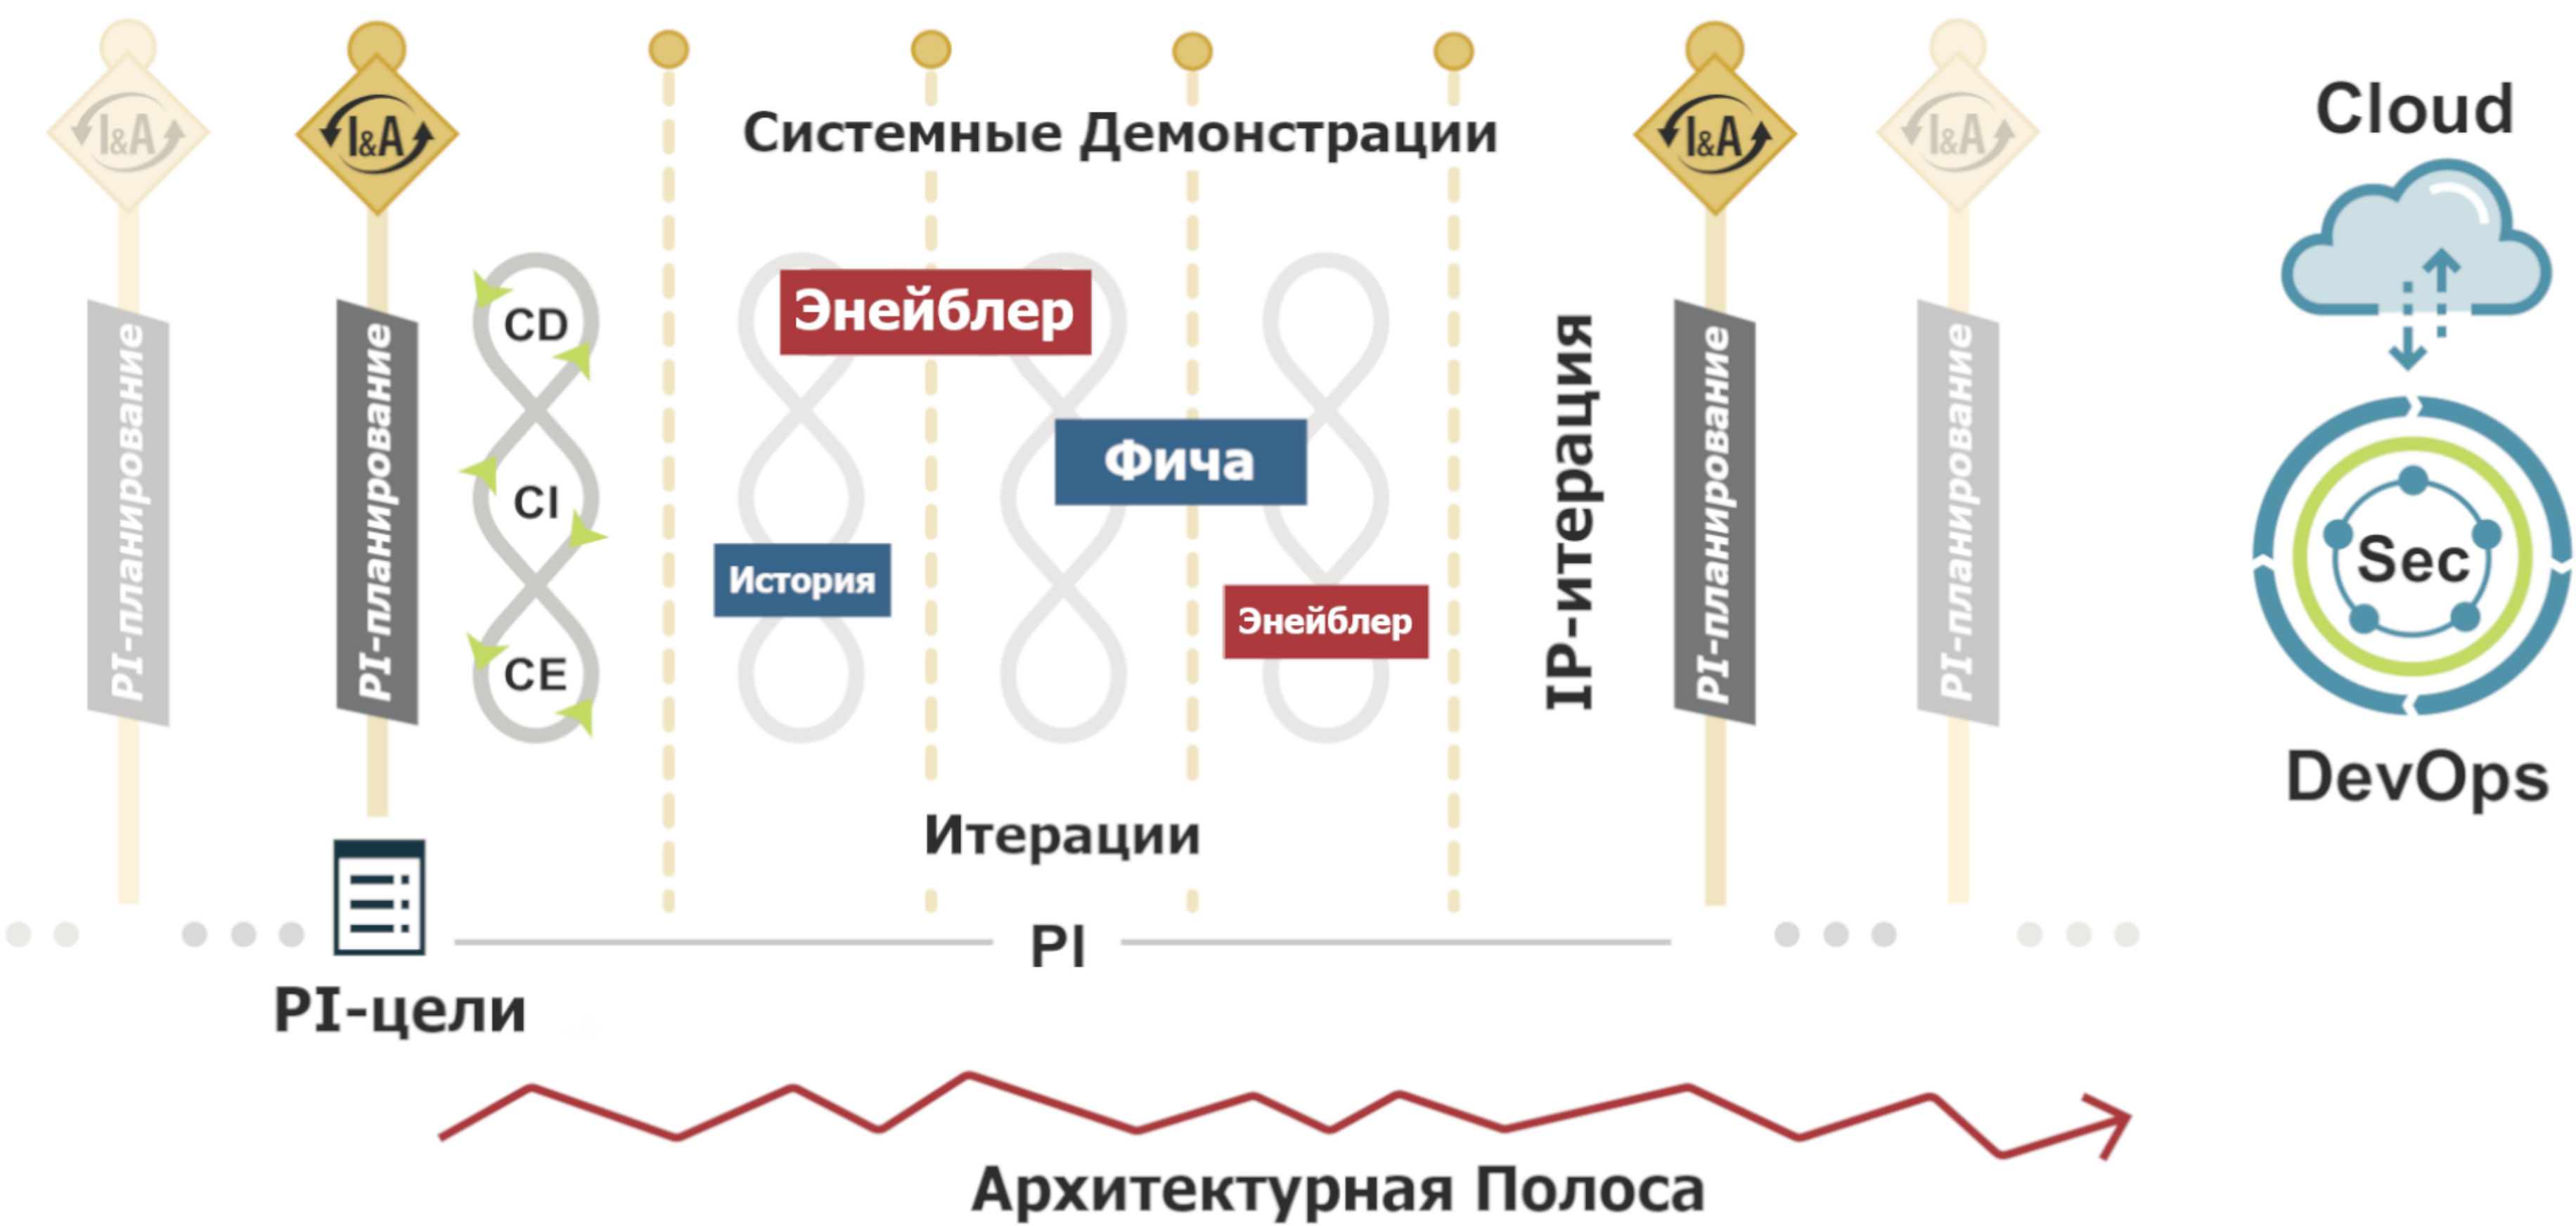 I&A
I&A
Системные Демонстрации
I&A
I&A
Cloud
PI-планирование
PI-планирование
CD
CI
CE
Энейблер
Фича
История
Энейблер
IP-итерация
PI-планирование
PI-планирование
Sec
DevOps
Итерации
PI
PI-цели
Архитектурная Полоса